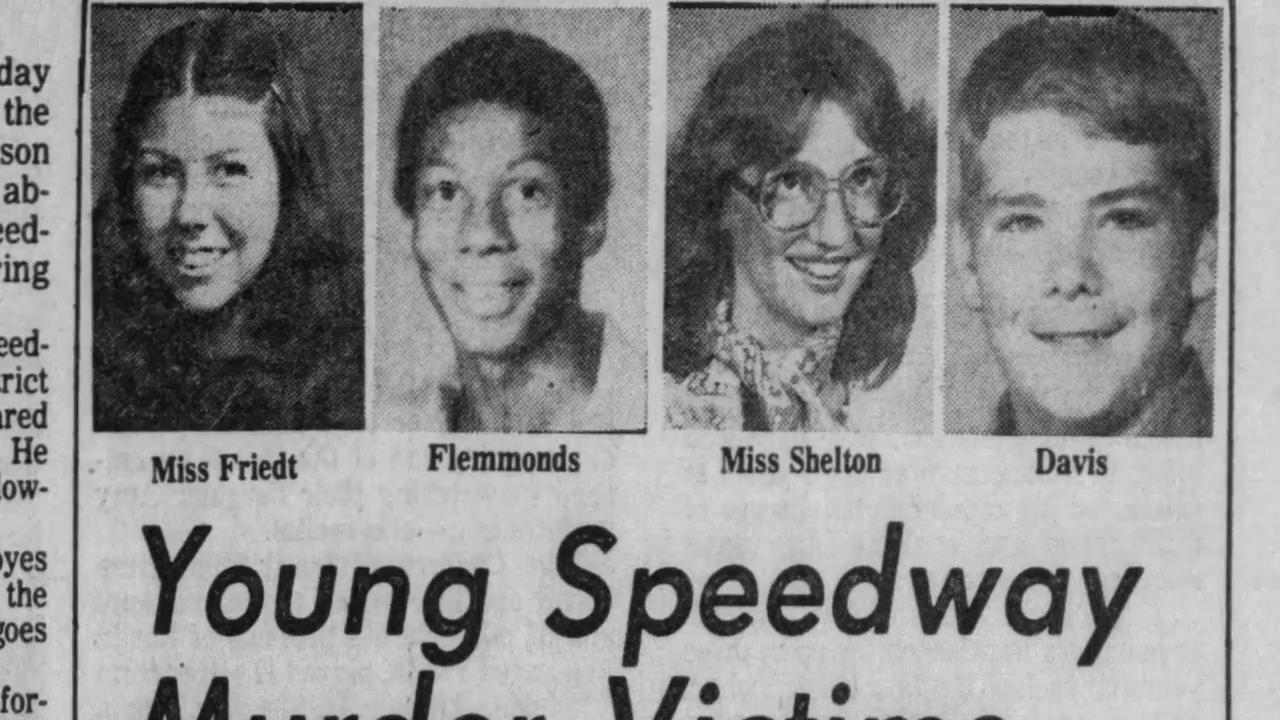 day
the
son
ab-
eed-
ring
eed-
rict
ared
He
low-
oyes
the
goes
for-
Miss Friedt
Flemmonds
Miss Shelton
Davis
Young Speedway
Murder Victims